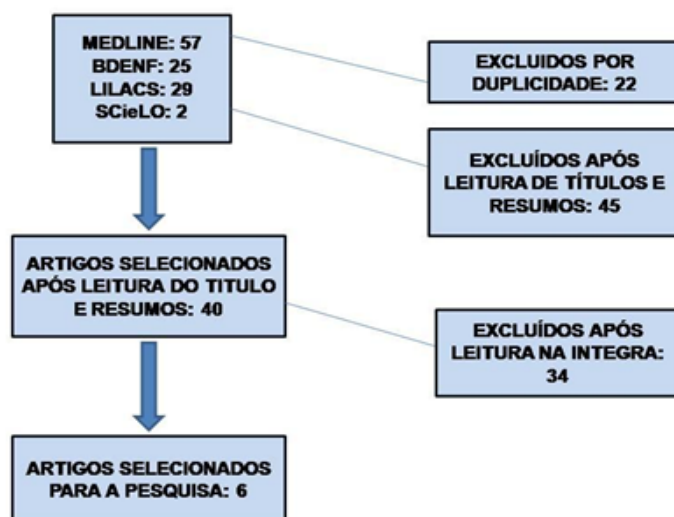 MEDLINE: 57
BDENF: 25
LILACS: 29
SCieLO: 2
EXCLUIDOS POR
DUPLICIDADE: 22
EXCLUÍDOS APÓS
LEITURA DE TÍTULOS E
RESUMOS: 45
ARTIGOS SELECIONADOS
APÓS LEITURA DO TITULO
E RESUMOS: 40
EXCLUÍDOS APÓS
LEITURA NA INTEGRA:
34
ARTIGOS SELECIONADOS
PARA A PESQUISA: 6